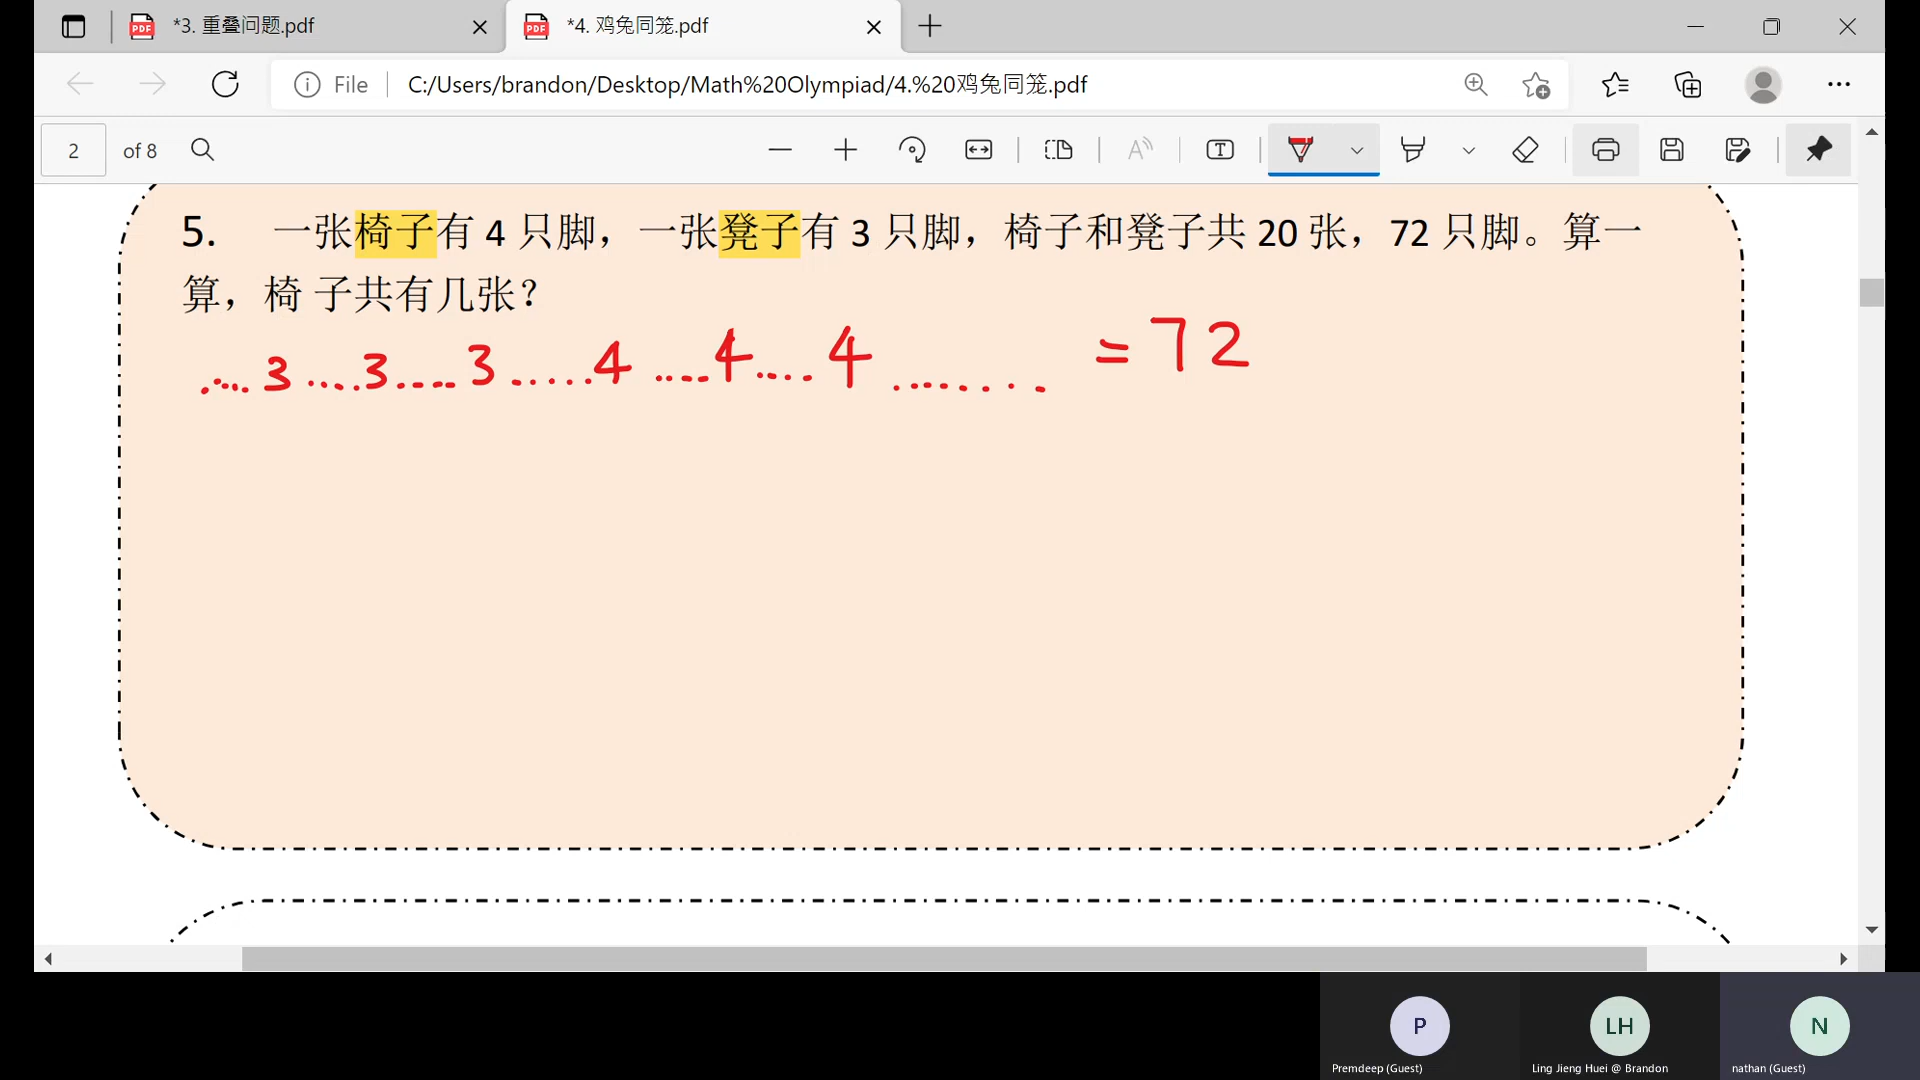 *3. 重叠问题.pdf
*4. 鸡兔同笼.pdf
File
C:/Users/brandon/Desktop/Math%20Olympiad/4.%20鸡兔同笼.pdf
2 of 8
5. 一张椅子有 4 只脚，一张凳子有 3 只脚，椅子和凳子共 20 张，72 只脚。算一
算，椅 子共有几张？
..... 3 ..... 3 ..... 3 ..... 4 ..... 4 ..... 4 ....... = 72
P
LH
N
Premdeep (Guest)
Ling Jieng Huei @ Brandon
nathan (Guest)